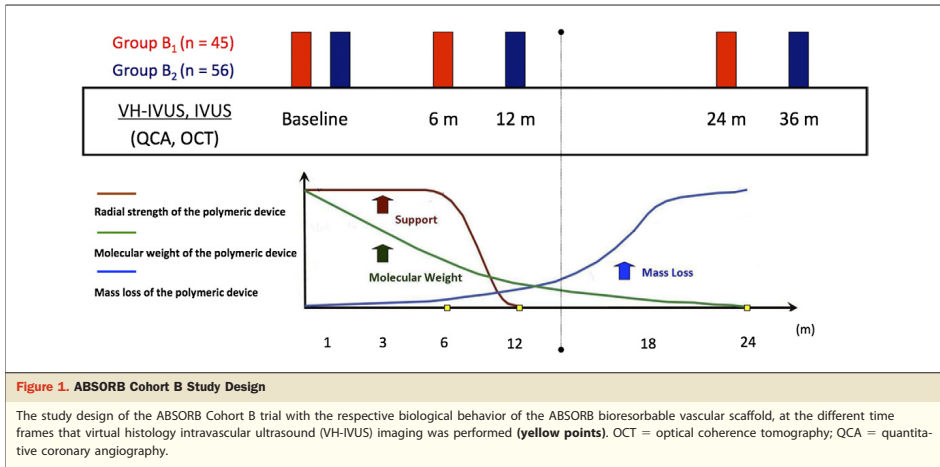 Group B1 (n = 45)
Group B2 (n = 56)
VH-IVUS, IVUS
(QCA, OCT)
Baseline
6 m
12 m
24 m
36 m
Radial strength of the polymeric device
Molecular weight of the polymeric device
Mass loss of the polymeric device
Support
Molecular Weight
Mass Loss
(m)
1
3
6
12
18
24
Figure 1. ABSORB Cohort B Study Design
The study design of the ABSORB Cohort B trial with the respective biological behavior of the ABSORB bioresorbable vascular scaffold, at the different time
frames that virtual histology intravascular ultrasound (VH-IVUS) imaging was performed (yellow points). OCT = optical coherence tomography; QCA = quantita-
tive coronary angiography.